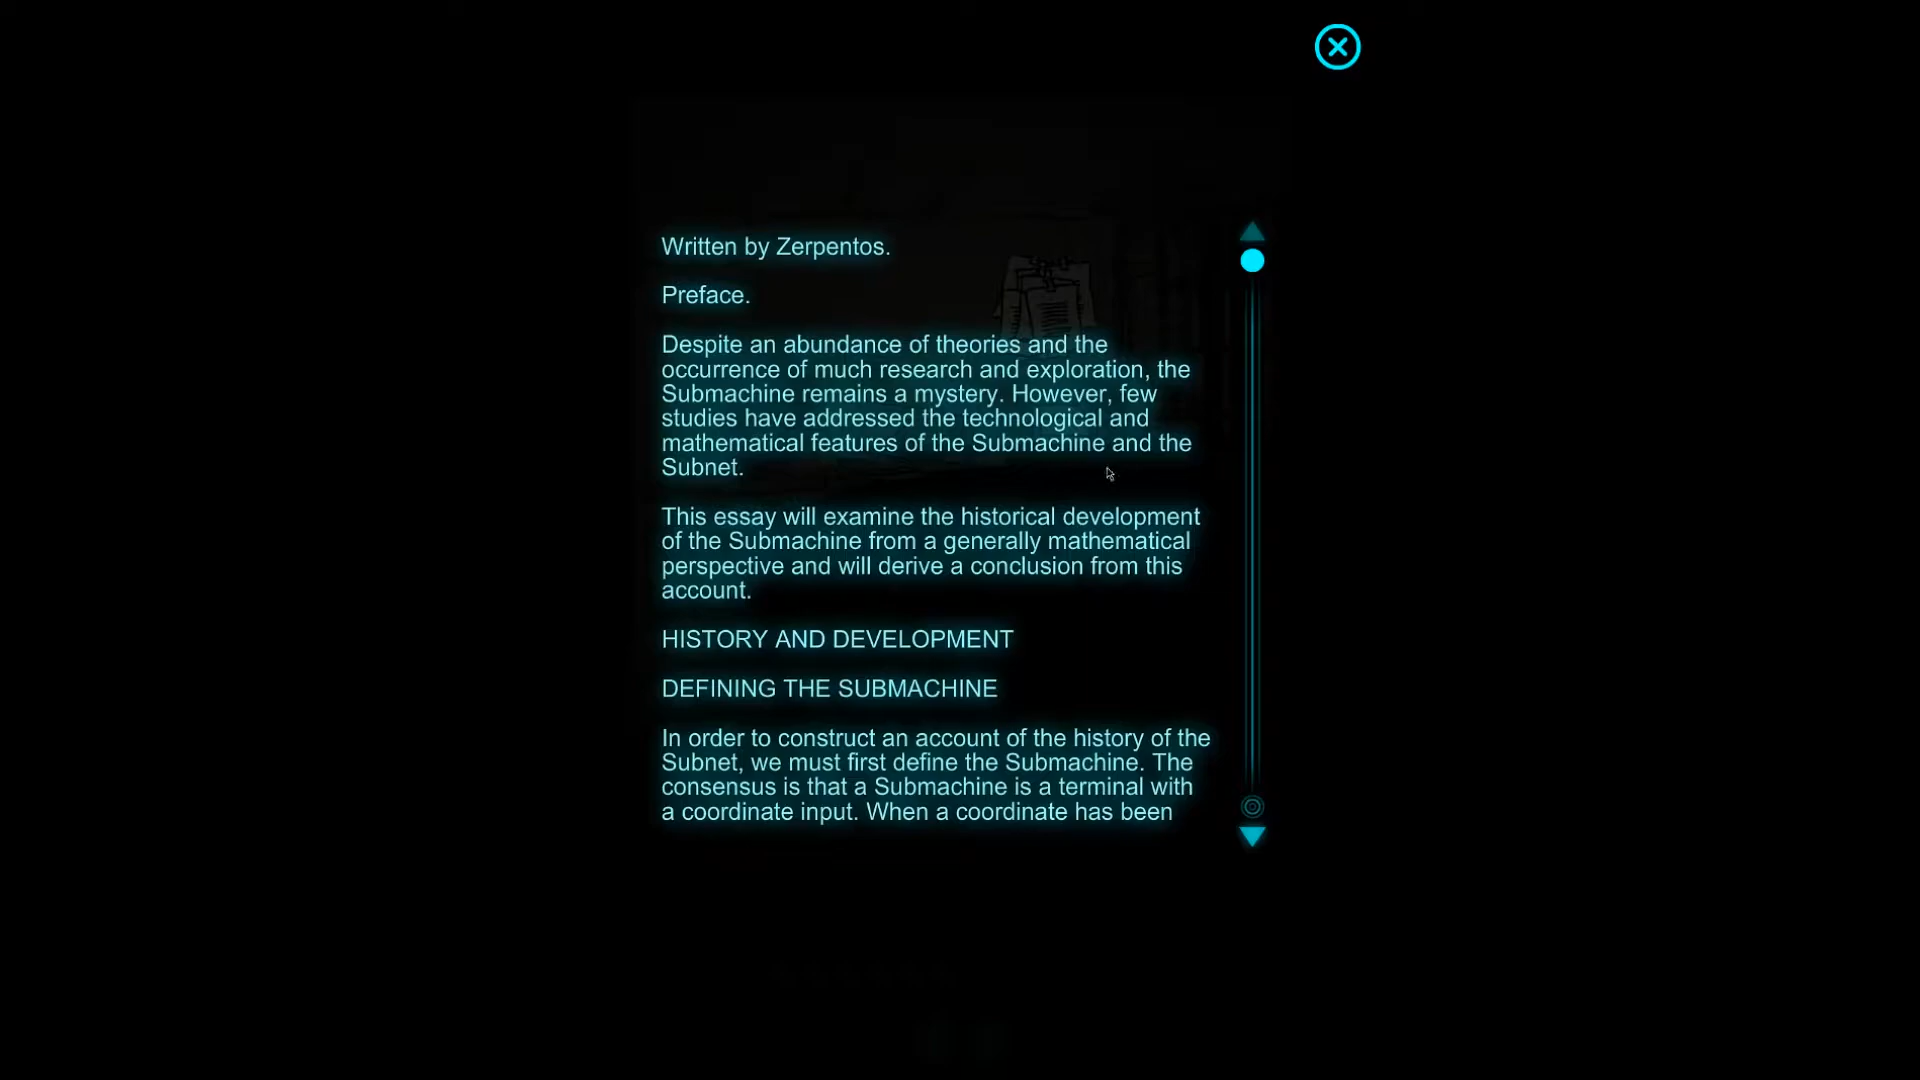 Written by Zerpentos.
Preface.
Despite an abundance of theories and the
occurrence of much research and exploration, the
Submachine remains a mystery. However, few
studies have addressed the technological and
mathematical features of the Submachine and the
Subnet.
This essay will examine the historical development
of the Submachine from a generally mathematical
perspective and will derive a conclusion from this
account.
HISTORY AND DEVELOPMENT
DEFINING THE SUBMACHINE
In order to construct an account of the history of the
Subnet, we must first define the Submachine. The
consensus is that a Submachine is a terminal with
a coordinate input. When a coordinate has been